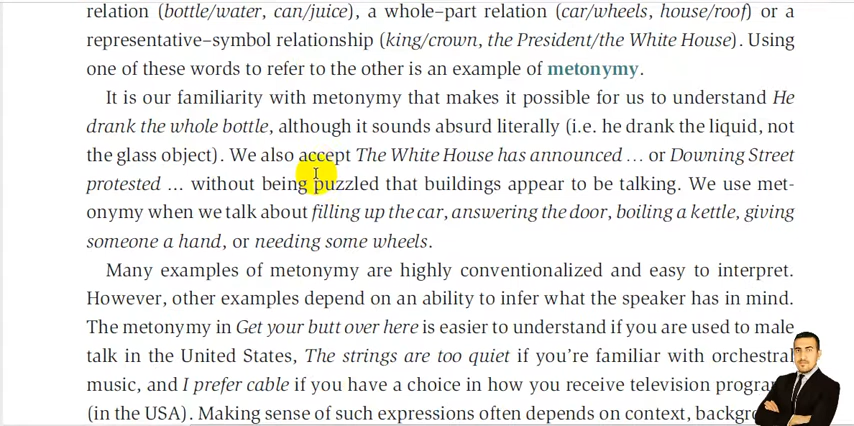 relation (bottle/water, can/juice), a whole–part relation (car/wheels, house/roof) or a
representative–symbol relationship (king/crown, the President/the White House). Using
one of these words to refer to the other is an example of metonymy.
It is our familiarity with metonymy that makes it possible for us to understand He
drank the whole bottle, although it sounds absurd literally (i.e. he drank the liquid, not
the glass object). We also accept The White House has announced … or Downing Street
protested … without being puzzled that buildings appear to be talking. We use met-
onymy when we talk about filling up the car, answering the door, boiling a kettle, giving
someone a hand, or needing some wheels.
Many examples of metonymy are highly conventionalized and easy to interpret.
However, other examples depend on an ability to infer what the speaker has in mind.
The metonymy in Get your butt over here is easier to understand if you are used to male
talk in the United States, The strings are too quiet if you’re familiar with orchestral
music, and I prefer cable if you have a choice in how you receive television
(in the USA). Making sense of such expressions often depends on context,